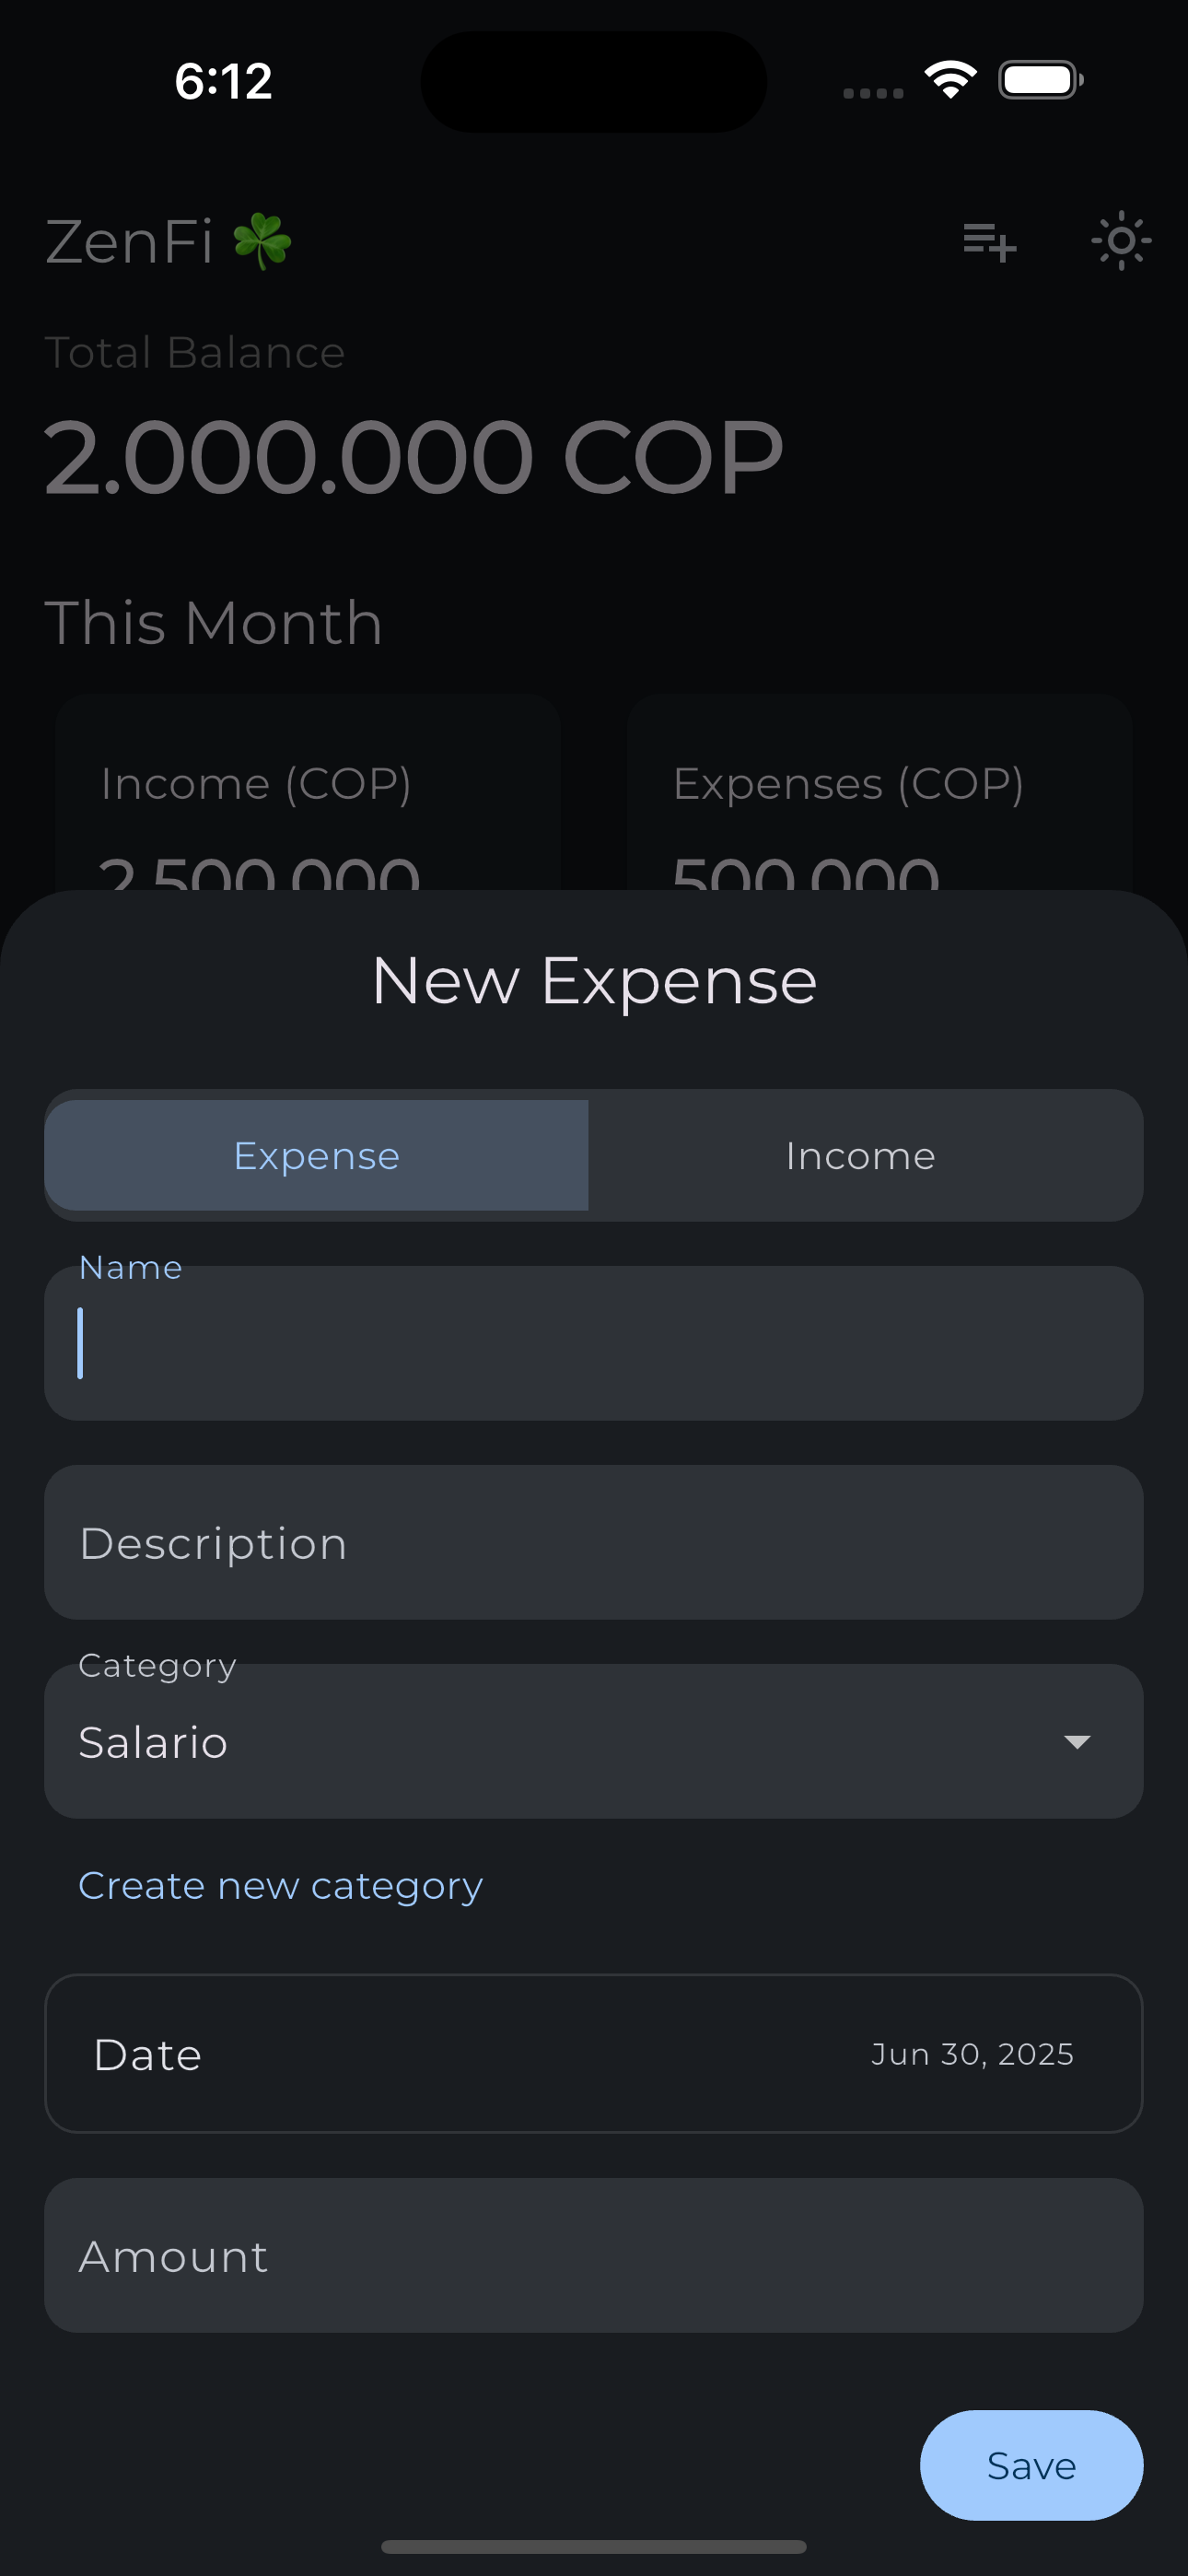 6:12
ZenFi ☘️
Total Balance
2.000.000 COP
This Month
Income (COP) Expenses (COP)
2.500.000 500.000
New Expense
Expense Income
Name
Description
Category
Salario
Create new category
Date Jun 30, 2025
Amount
Save